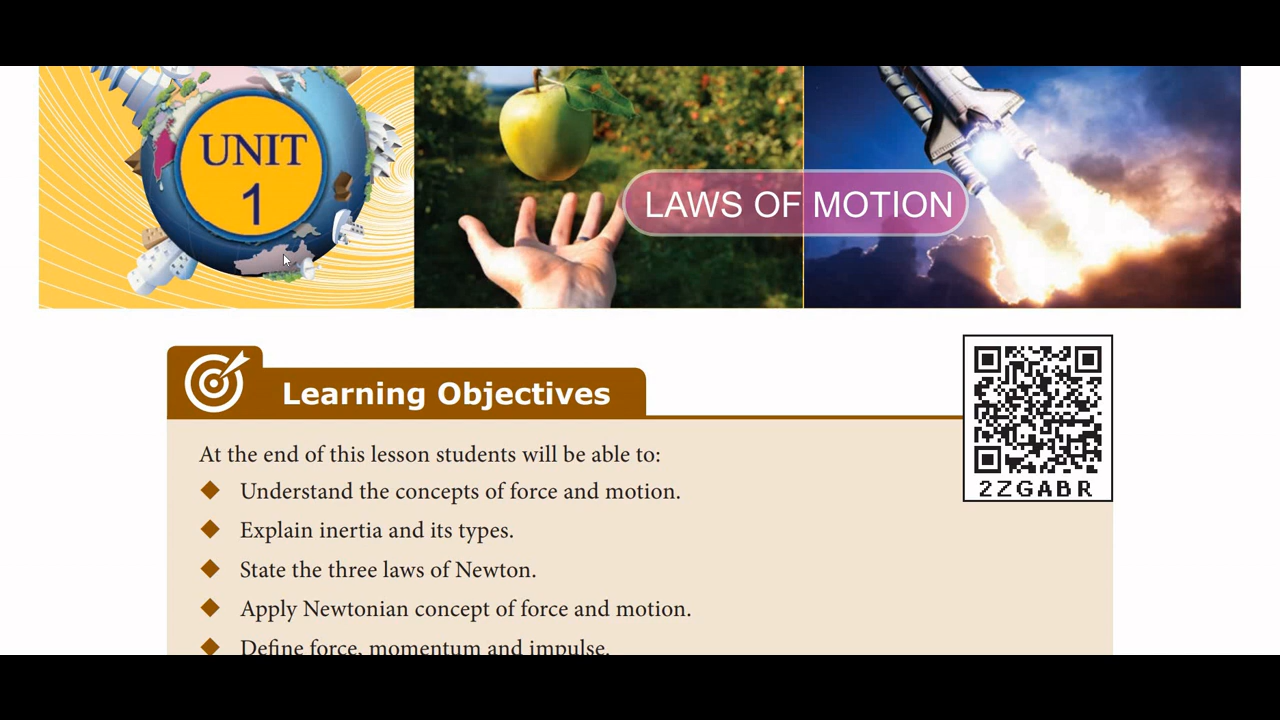 UNIT
1
LAWS OF MOTION
Learning Objectives
2ZGABR
At the end of this lesson students will be able to:
◆ Understand the concepts of force and motion.
◆ Explain inertia and its types.
◆ State the three laws of Newton.
◆ Apply Newtonian concept of force and motion.
◆ Define force, momentum and impulse.